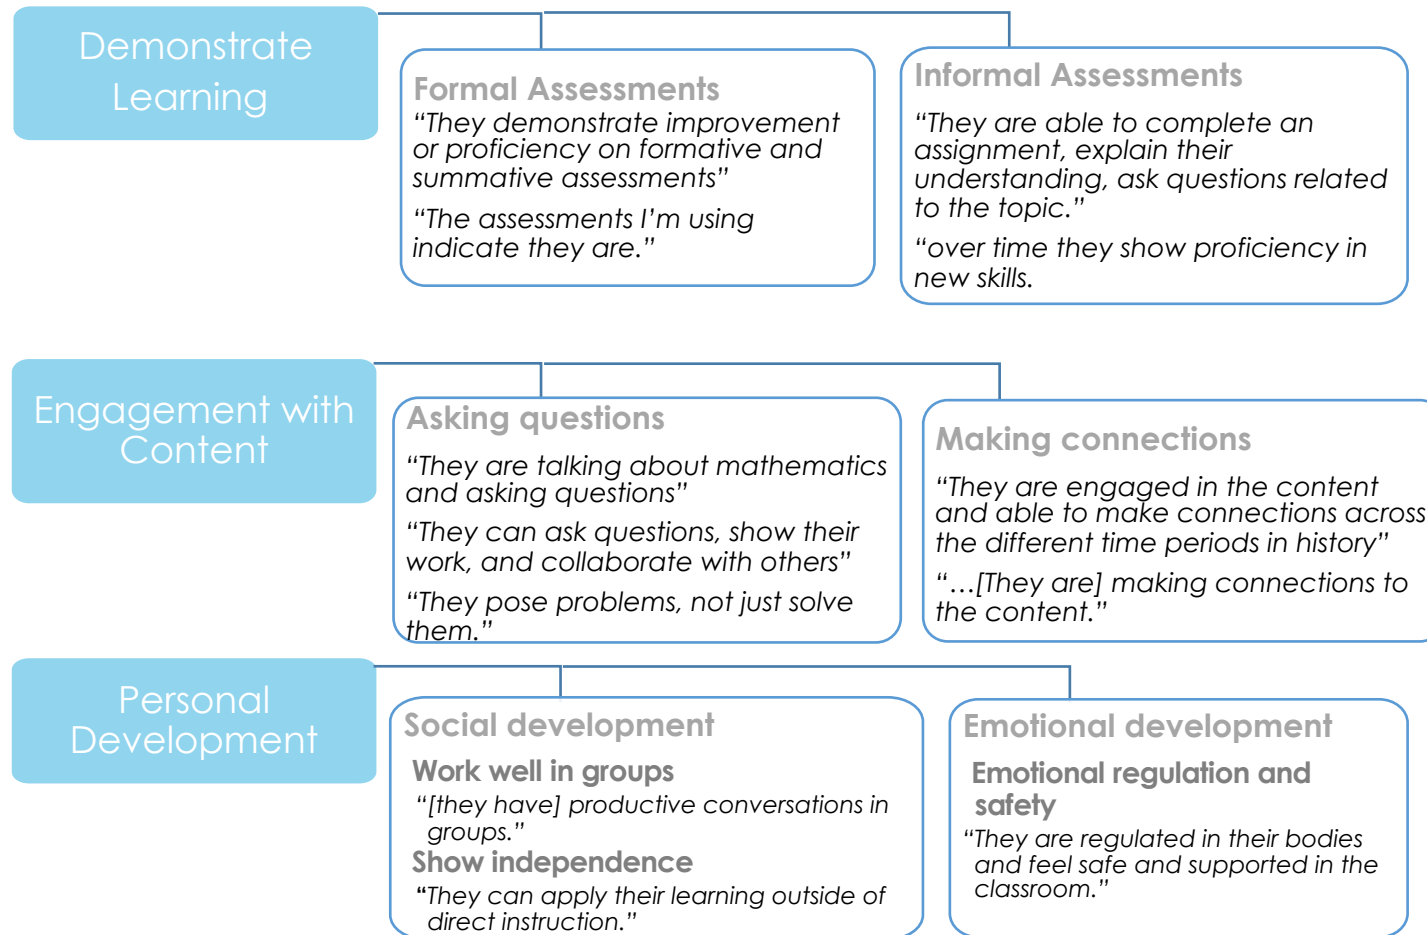 Demonstrate
Learning
Formal Assessments
“They demonstrate improvement
or proficiency on formative and
summative assessments”
“The assessments I’m using
indicate they are.”
Informal Assessments
“They are able to complete an
assignment, explain their
understanding, ask questions related
to the topic.”
“over time they show proficiency in
new skills.
Engagement with
Content
Asking questions
“They are talking about mathematics
and asking questions”
“They can ask questions, show their
work, and collaborate with others”
“They pose problems, not just solve
them.”
Making connections
“They are engaged in the content
and able to make connections across
the different time periods in history”
“…[They are] making connections to
the content.”
Personal
Development
Social development
Work well in groups
“[they have] productive conversations in
groups.”
Show independence
“They can apply their learning outside of
direct instruction.”
Emotional development
Emotional regulation and
safety
“They are regulated in their bodies
and feel safe and supported in the
classroom.”